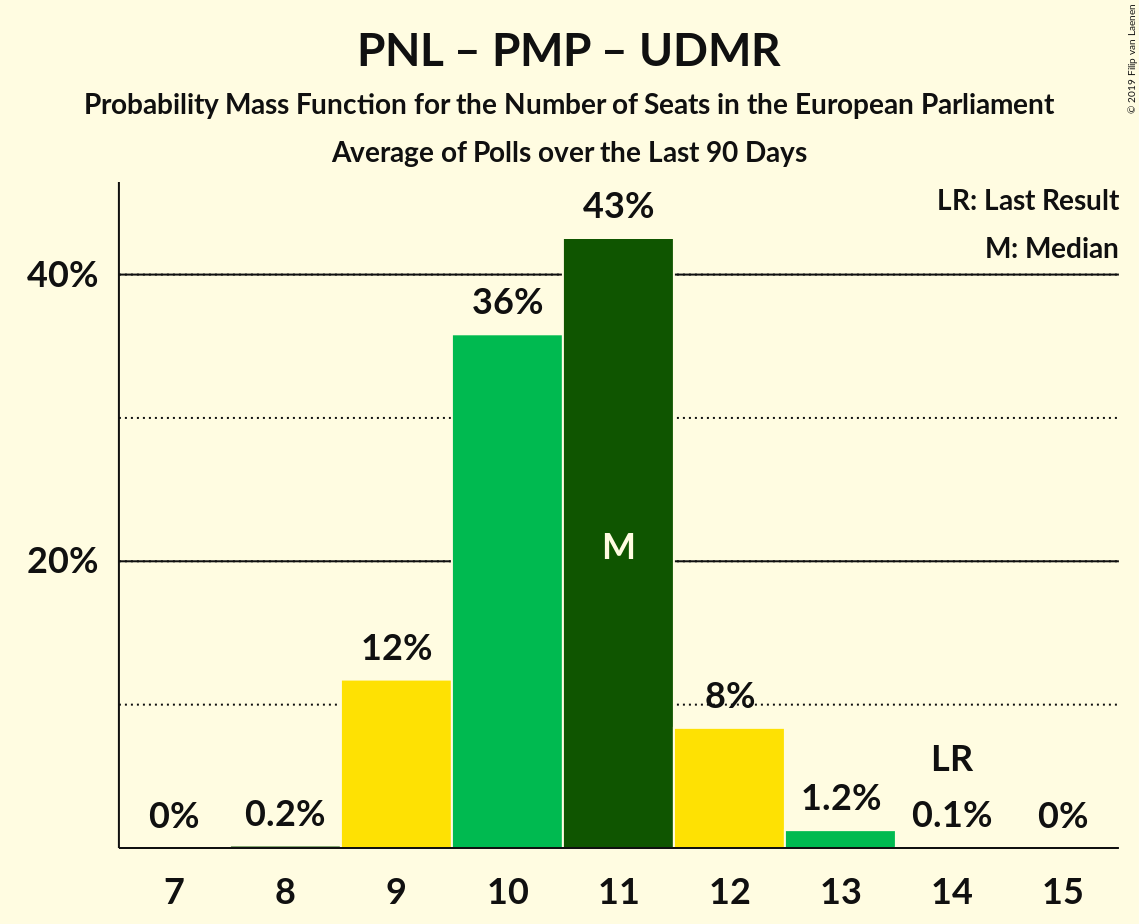 PNL – PMP – UDMR
Probability Mass Function for the Number of Seats in the European Parliament
Average of Polls over the Last 90 Days
© 2019 Filip van Laenen
LR: Last Result
M: Median
43%
40%
36%
M
20%
12%
8%
LR
0%
0.2%
1.2%
0.1%
0%
7 8 9 10 11 12 13 14 15